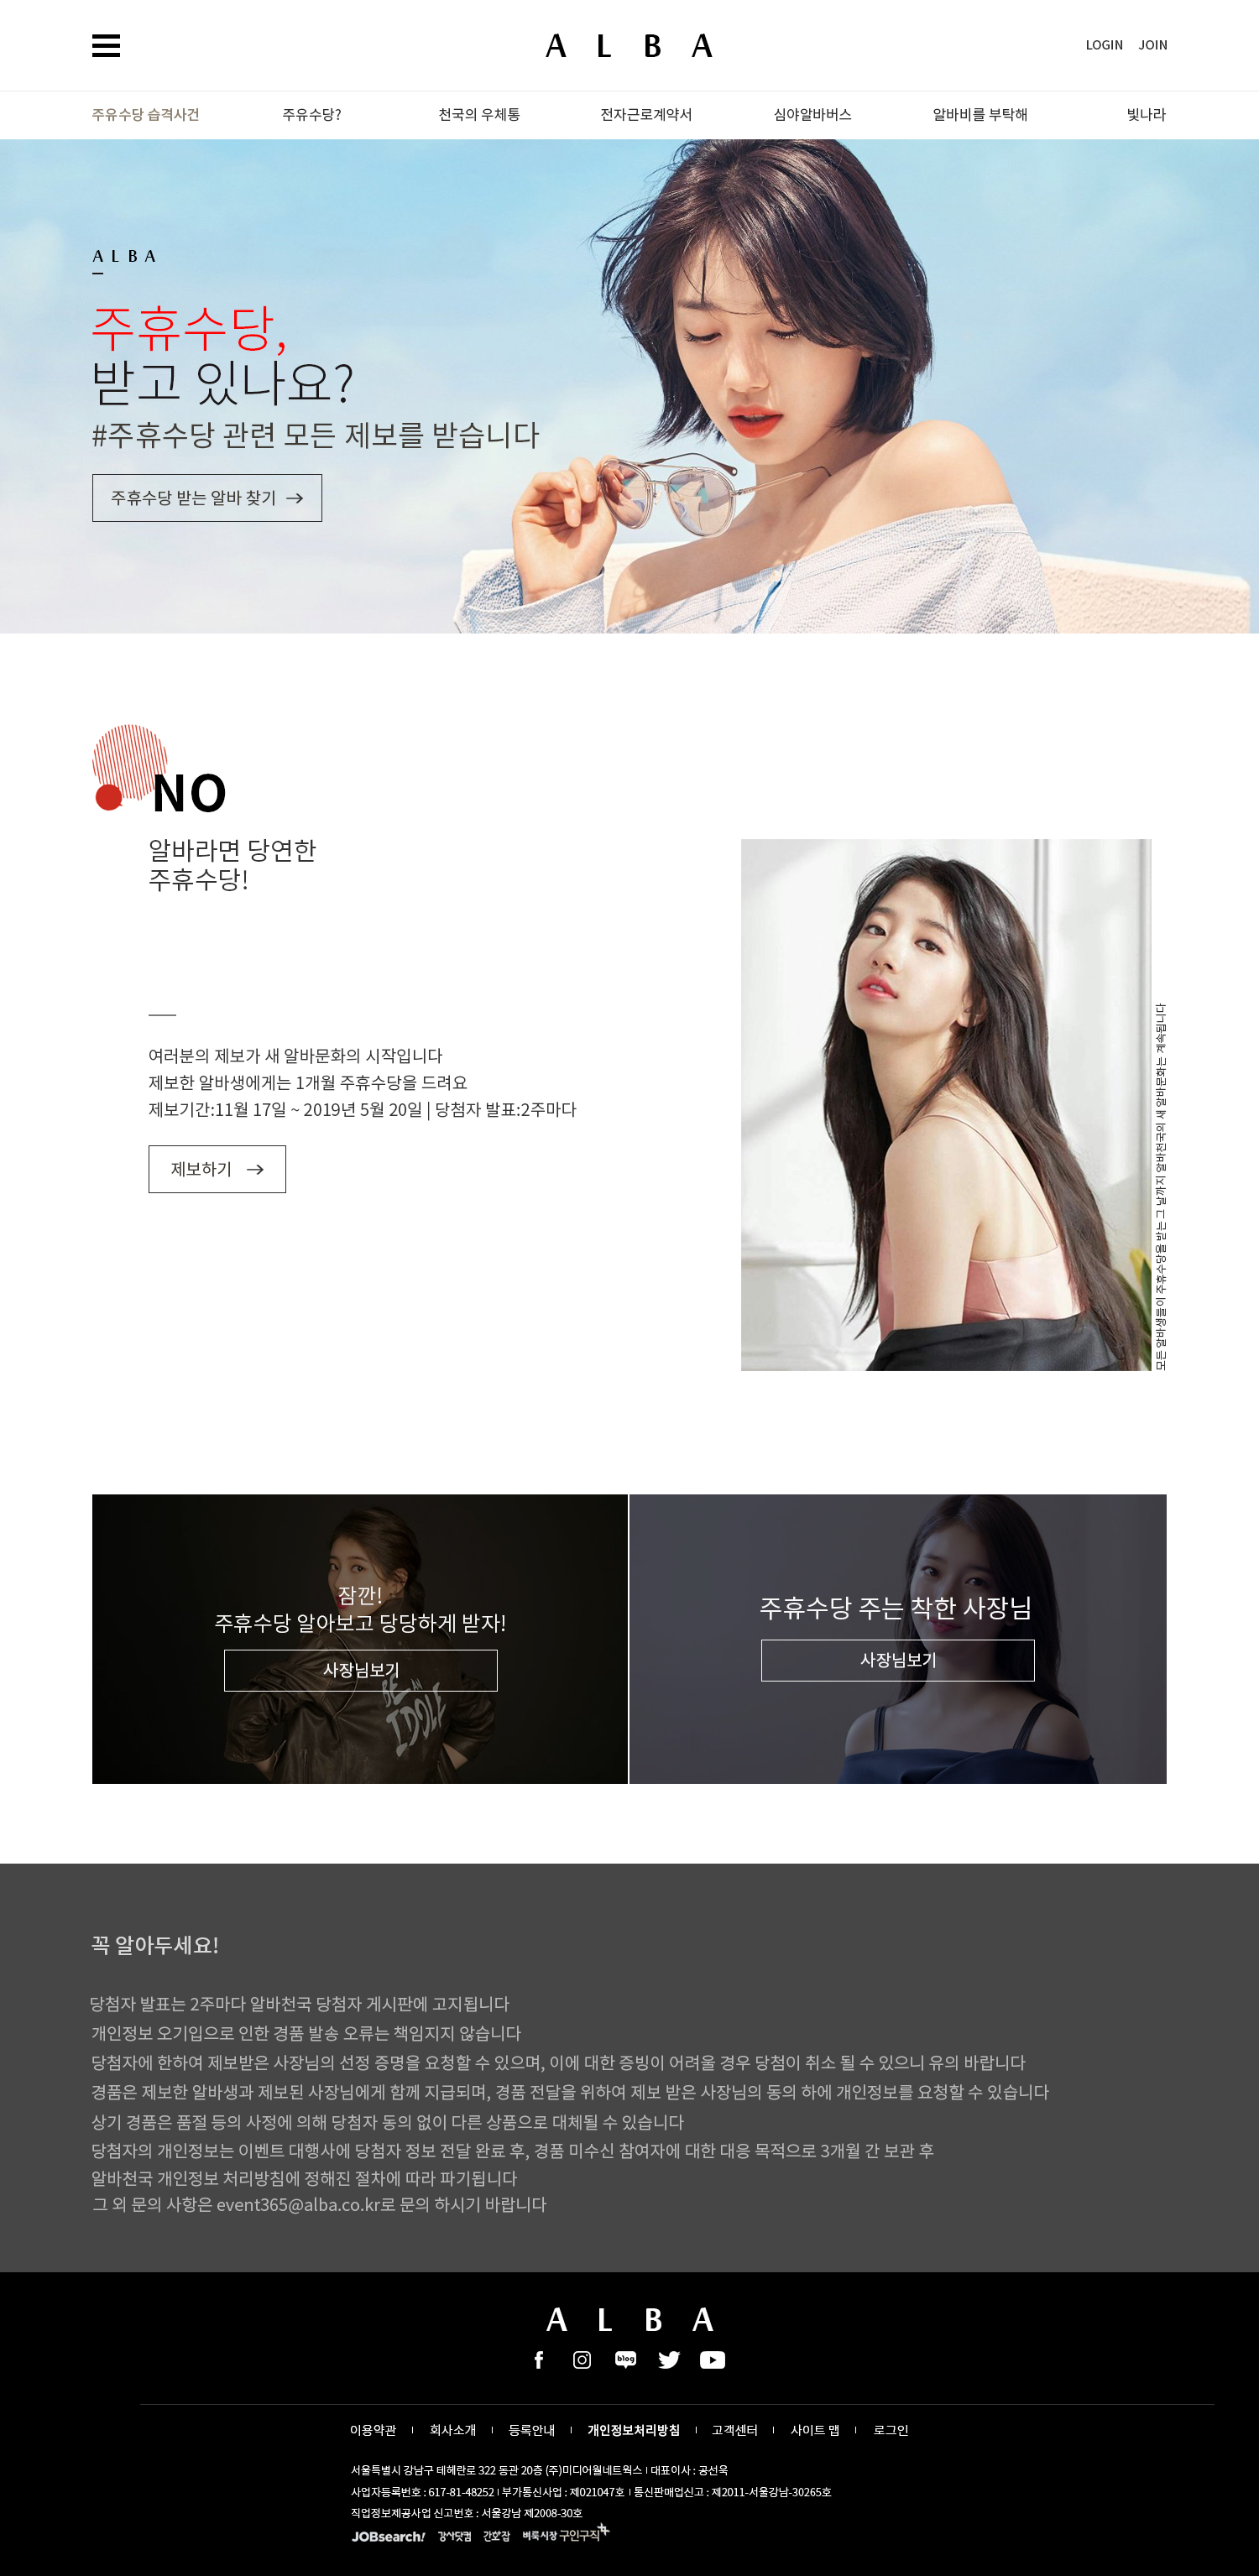 A L B A
LOGIN JOIN
주유수당 습격사건 주유수당? 천국의 우체통 전자근로계약서 심야알바버스 알바비를 부탁해 빛나라
A L B A
주휴수당,
받고 있나요?
#주휴수당 관련 모든 제보를 받습니다
주휴수당 받는 알바 찾기 →
NO
알바라면 당연한
주휴수당!
여러분의 제보가 새 알바문화의 시작입니다
제보한 알바생에게는 1개월 주휴수당을 드려요
제보기간:11월 17일 ~ 2019년 5월 20일 | 당첨자 발표:2주마다
제보하기 →
모든 알바생들이 주휴수당을 받는 그 날까지 알바천국의 새 알바문화는 계속됩니다
잠깐!
주휴수당 알아보고 당당하게 받자!
사장님보기
BE AN
IDOLE
주휴수당 주는 착한 사장님
사장님보기
꼭 알아두세요!
당첨자 발표는 2주마다 알바천국 당첨자 게시판에 고지됩니다
개인정보 오기입으로 인한 경품 발송 오류는 책임지지 않습니다
당첨자에 한하여 제보받은 사장님의 선정 증명을 요청할 수 있으며, 이에 대한 증빙이 어려울 경우 당첨이 취소 될 수 있으니 유의 바랍니다
경품은 제보한 알바생과 제보된 사장님에게 함께 지급되며, 경품 전달을 위하여 제보 받은 사장님의 동의 하에 개인정보를 요청할 수 있습니다
상기 경품은 품절 등의 사정에 의해 당첨자 동의 없이 다른 상품으로 대체될 수 있습니다
당첨자의 개인정보는 이벤트 대행사에 당첨자 정보 전달 완료 후, 경품 미수신 참여자에 대한 대응 목적으로 3개월 간 보관 후
알바천국 개인정보 처리방침에 정해진 절차에 따라 파기됩니다
그 외 문의 사항은 event365@alba.co.kr로 문의 하시기 바랍니다
A L B A
blog
이용약관 | 회사소개 | 등록안내 | 개인정보처리방침 | 고객센터 | 사이트 맵 | 로그인
서울특별시 강남구 테헤란로 322 동관 20층 (주)미디어윌네트웍스 | 대표이사 : 공선욱
사업자등록번호 : 617-81-48252 | 부가통신사업 : 제021047호 | 통신판매업신고 : 제2011-서울강남-30265호
직업정보제공사업 신고번호 : 서울강남 제2008-30호
JOBsearch! 강사닷컴 간호잡 벼룩시장 구인구직